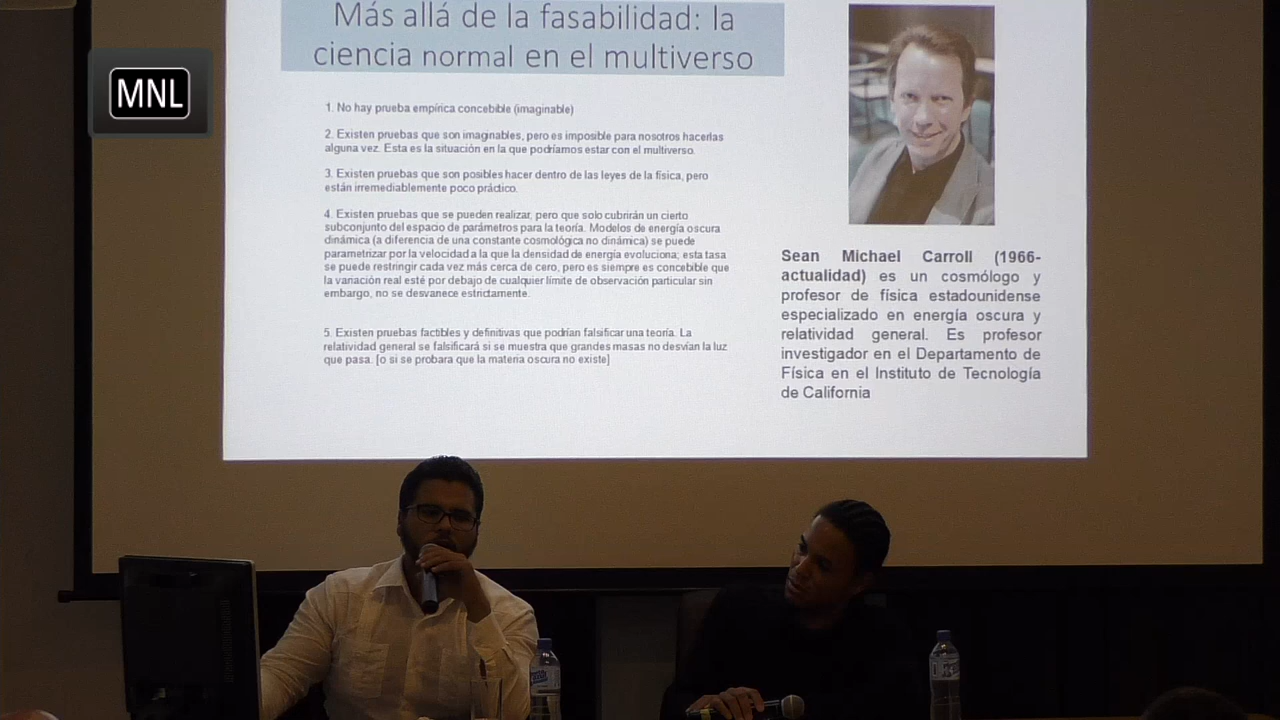 Más allá de la fasabilidad: la
ciencia normal en el multiverso
MNL
1. No hay prueba empírica concebible (imaginable)
2. Existen pruebas que son imaginables, pero es imposible para nosotros hacerlas
alguna vez. Esta es la situación en la que podríamos estar con el multiverso.
3. Existen pruebas que son posibles hacer dentro de las leyes de la física, pero
están irremediablemente poco práctico.
4. Existen pruebas que se pueden realizar, pero que solo cubrirán un cierto
subconjunto del espacio de parámetros para la teoría. Modelos de energía oscura
dinámica (a diferencia de una constante cosmológica no dinámica) se puede
parametrizar por la velocidad a la que la densidad de energía evoluciona; esta tasa
se puede restringir cada vez más cerca de cero, pero es siempre es concebible que
la variación real esté por debajo de cualquier límite de observación particular sin
embargo, no se desvanece estrictamente.
5. Existen pruebas factibles y definitivas que podrían falsificar una teoría. La
relatividad general se falsificará si se muestra que grandes masas no desvían la luz
que pasa. [o si se probara que la materia oscura no existe]
Sean Michael Carroll (1966-
actualidad) es un cosmólogo y
profesor de física estadounidense
especializado en energía oscura y
relatividad general. Es profesor
investigador en el Departamento de
Física en el Instituto de Tecnología
de California